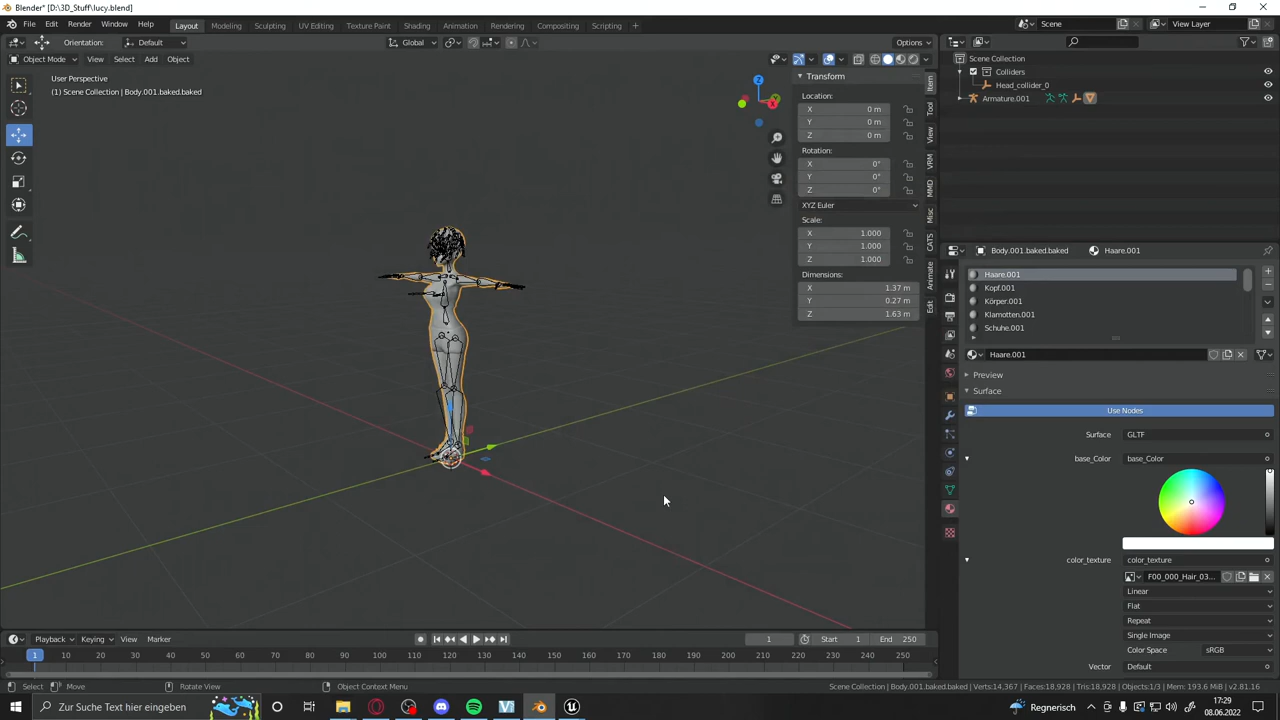 Blender* [D:\3D_Stuff\lucy.blend]
File Edit Render Window Help Layout Modeling Sculpting UV Editing Texture Paint Shading Animation Rendering Compositing Scripting + Scene View Layer
Orientation: Default Global Options
Object Mode View Select Add Object
User Perspective
(1) Scene Collection | Body.001.baked.baked
Z
Y
X
Transform
Location:
X 0 m
Y 0 m
Z 0 m
Rotation:
X 0°
Y 0°
Z 0°
XYZ Euler
Scale:
X 1.000
Y 1.000
Z 1.000
Dimensions:
X 1.37 m
Y 0.27 m
Z 1.63 m
Item
Tool
View
VRM
MMD
Misc
CATS
Animate
Edit
Scene Collection
Colliders
Head_collider_0
Armature.001
Body.001.baked.baked Haare.001
Haare.001
Kopf.001
Körper.001
Klamotten.001
Schuhe.001
Haare.001
Preview
Surface
Use Nodes
Surface GLTF
base_Color base_Color
color_texture color_texture
F00_000_Hair_03...
Linear
Flat
Repeat
Single Image
Color Space sRGB
Vector Default
Playback Keying View Marker 1 Start 1 End 250
1 10 20 30 40 50 60 70 80 90 100 110 120 130 140 150 160 170 180 190 200 210 220 230 240 250
Select Move Rotate View Object Context Menu Scene Collection | Body.001.baked.baked | Verts:14,367 | Faces:18,928 | Tris:18,928 | Objects:1/3 | Mem: 193.6 MiB | v2.81.16
Zur Suche Text hier eingeben Regnerisch 17:29
08.06.2022